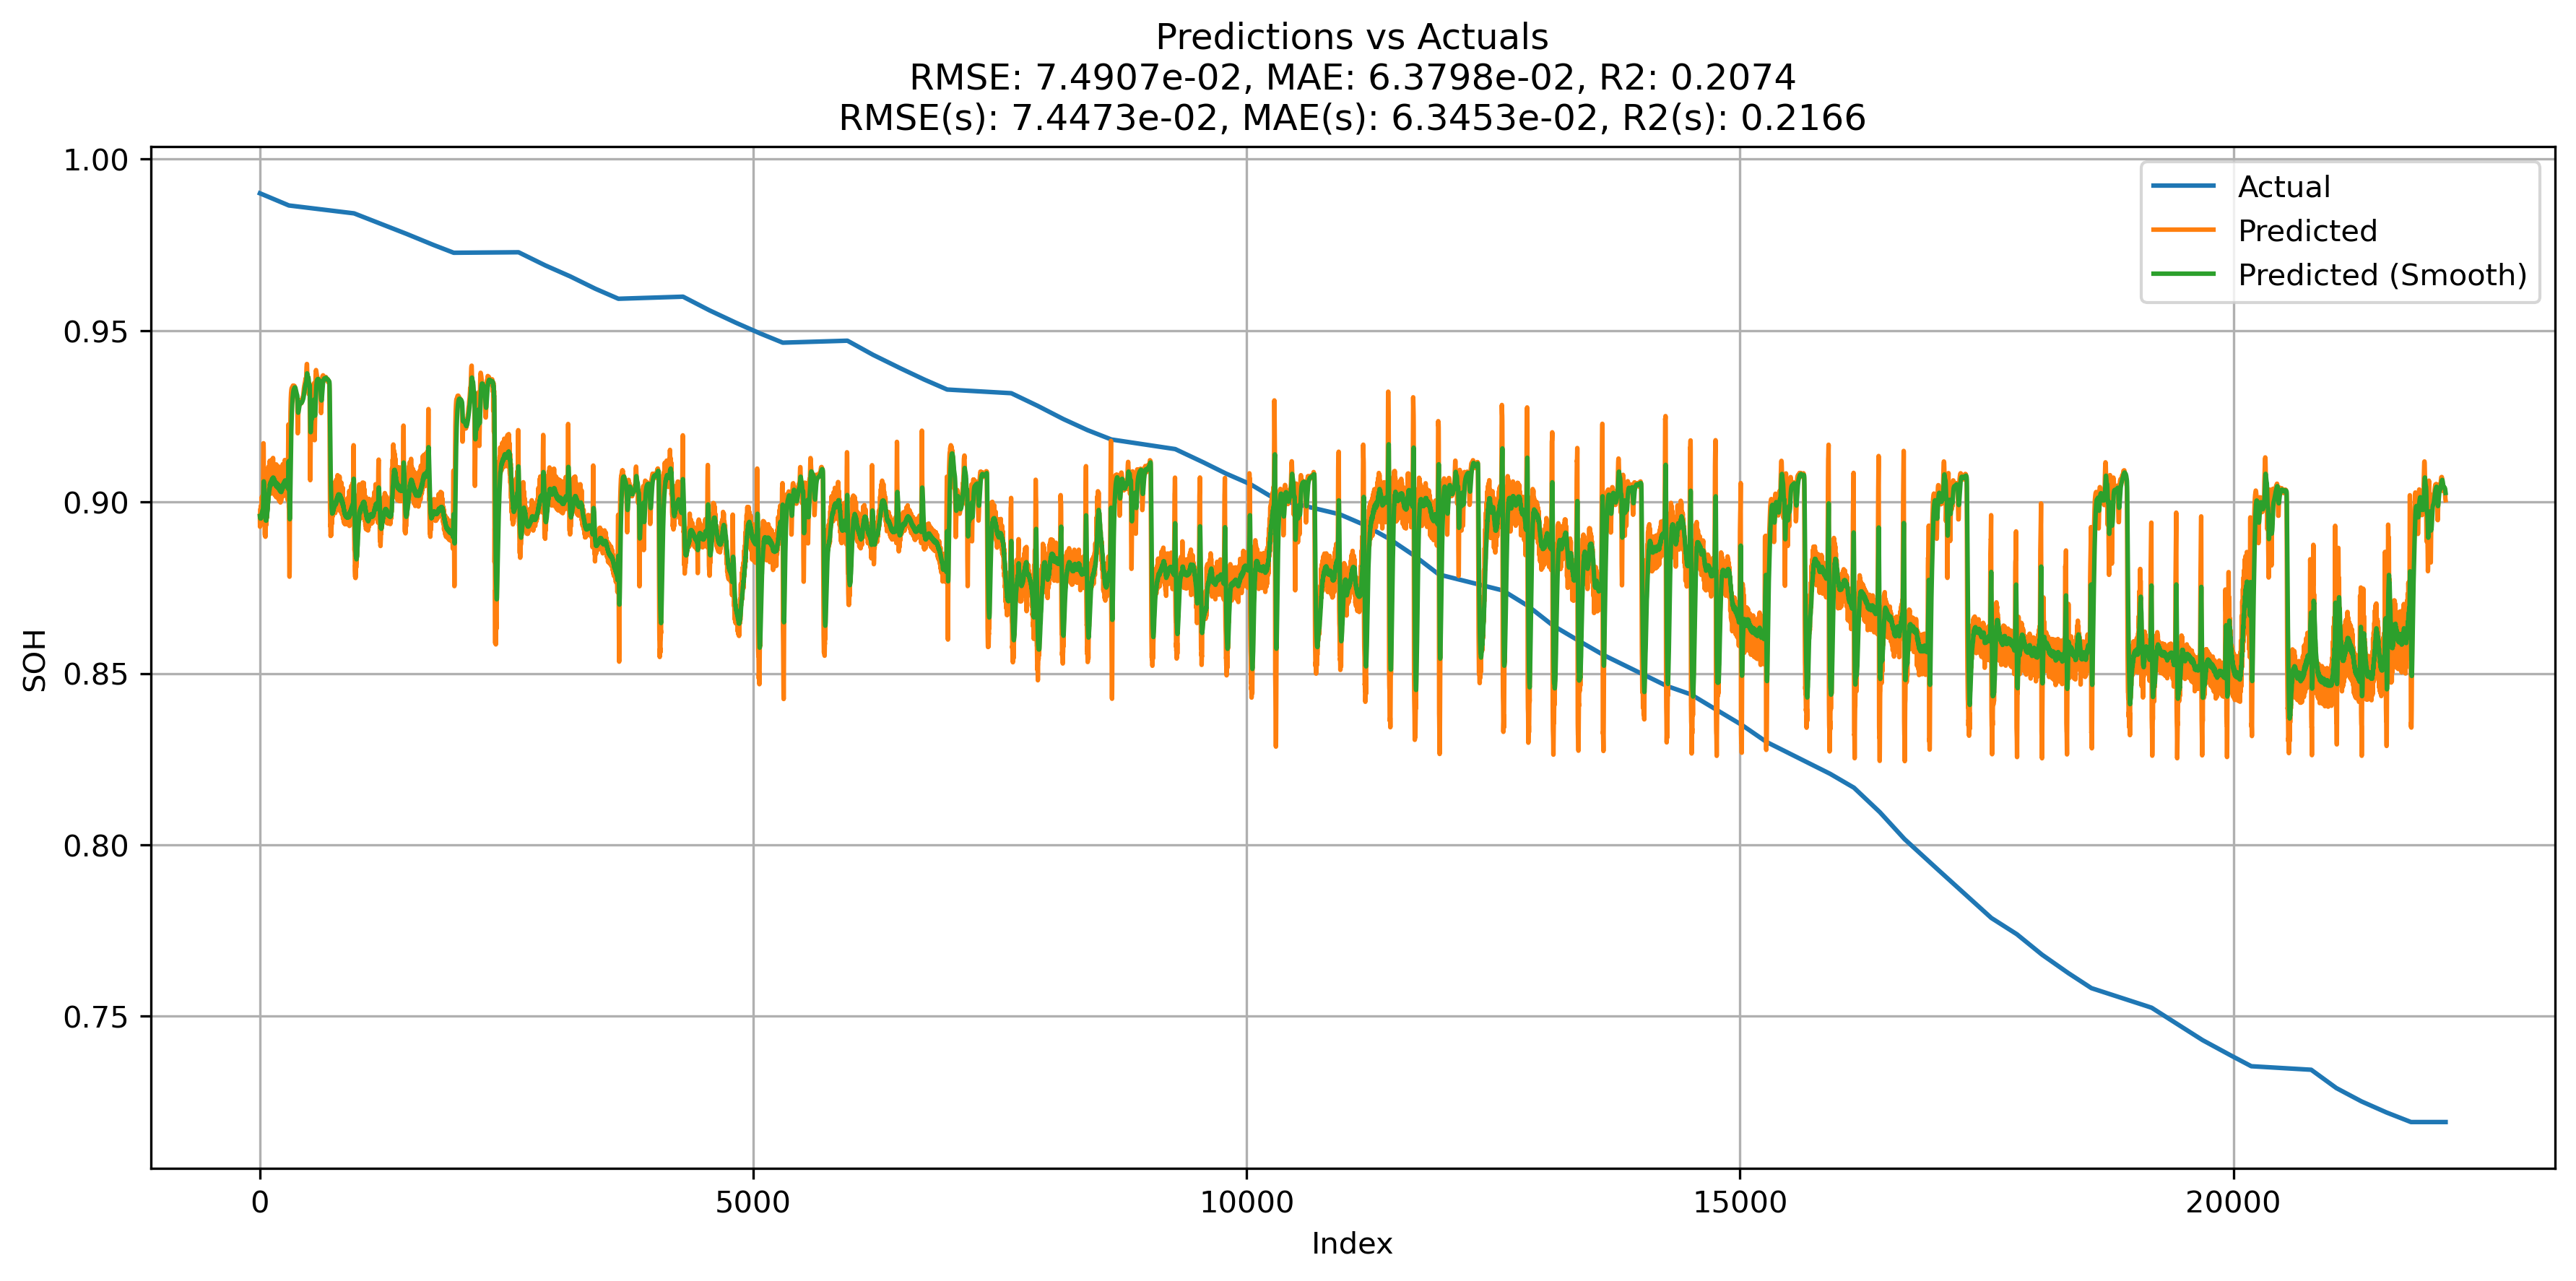 Predictions vs Actuals
RMSE: 7.4907e-02, MAE: 6.3798e-02, R2: 0.2074
RMSE(s): 7.4473e-02, MAE(s): 6.3453e-02, R2(s): 0.2166
1.00
0.95
0.90
0.85
0.80
0.75
SOH
Actual
Predicted
Predicted (Smooth)
0 5000 10000 15000 20000
Index